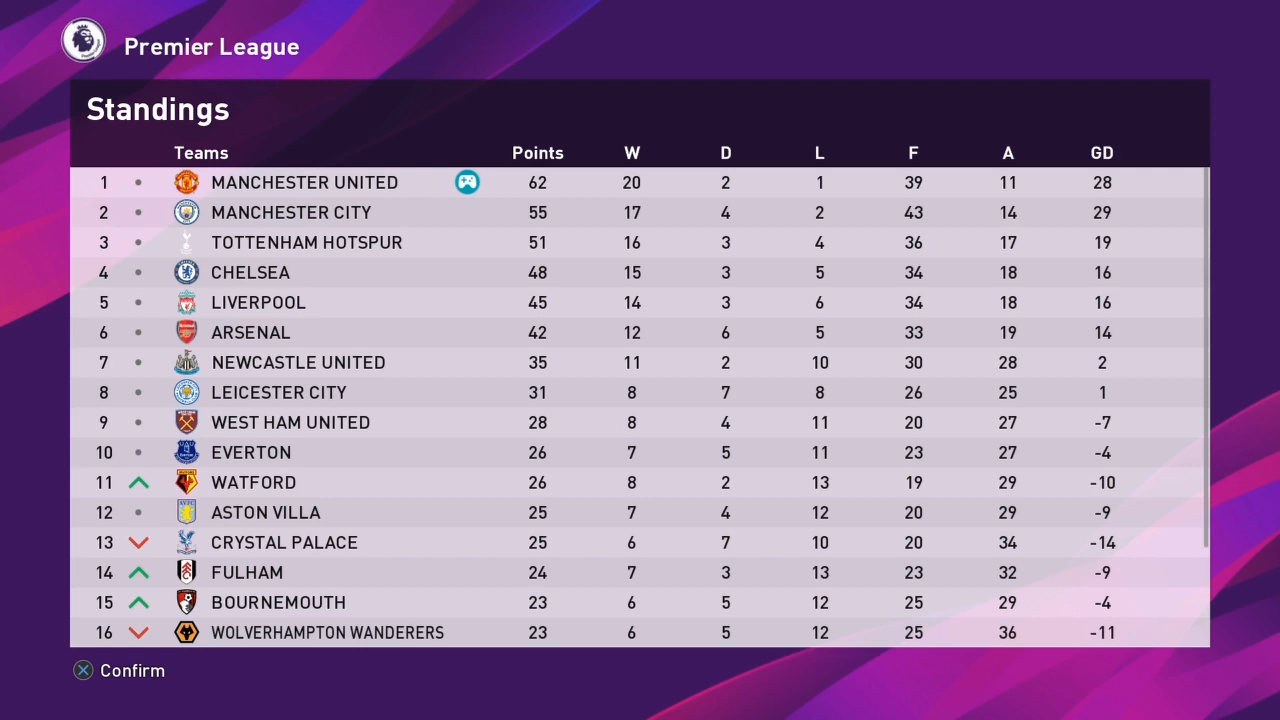 Premier League
Standings
Teams Points W D L F A GD
1 MANCHESTER UNITED 62 20 2 1 39 11 28
2 MANCHESTER CITY 55 17 4 2 43 14 29
3 TOTTENHAM HOTSPUR 51 16 3 4 36 17 19
4 CHELSEA 48 15 3 5 34 18 16
5 LIVERPOOL 45 14 3 6 34 18 16
6 ARSENAL 42 12 6 5 33 19 14
7 NEWCASTLE UNITED 35 11 2 10 30 28 2
8 LEICESTER CITY 31 8 7 8 26 25 1
9 WEST HAM UNITED 28 8 4 11 20 27 -7
10 EVERTON 26 7 5 11 23 27 -4
11 WATFORD 26 8 2 13 19 29 -10
12 ASTON VILLA 25 7 4 12 20 29 -9
13 CRYSTAL PALACE 25 6 7 10 20 34 -14
14 FULHAM 24 7 3 13 23 32 -9
15 BOURNEMOUTH 23 6 5 12 25 29 -4
16 WOLVERHAMPTON WANDERERS 23 6 5 12 25 36 -11
Confirm